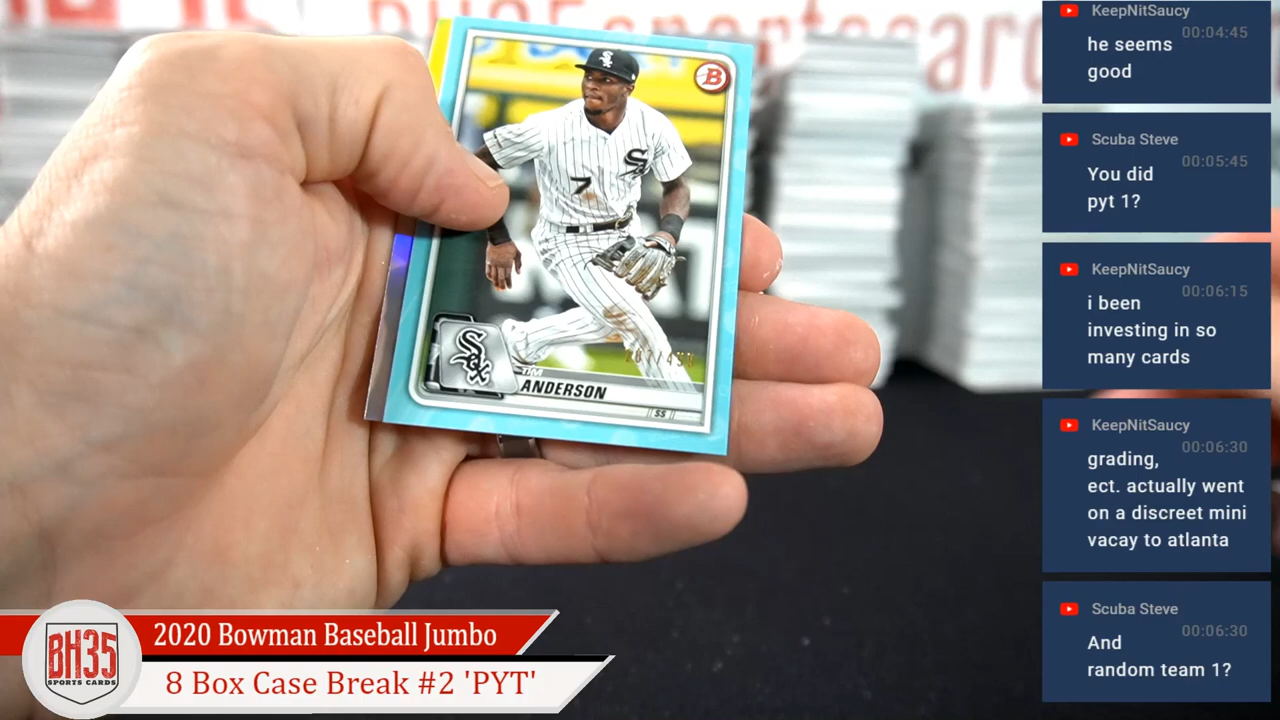 sportscard
B
7
TIM
ANDERSON
SS
BH35
SPORTS CARDS
2020 Bowman Baseball Jumbo
8 Box Case Break #2 'PYT'
KeepNitSaucy
00:04:45
he seems
good
Scuba Steve
00:05:45
You did
pyt 1?
KeepNitSaucy
00:06:15
i been
investing in so
many cards
KeepNitSaucy
00:06:30
grading,
ect. actually went
on a discreet mini
vacay to atlanta
Scuba Steve
00:06:30
And
random team 1?